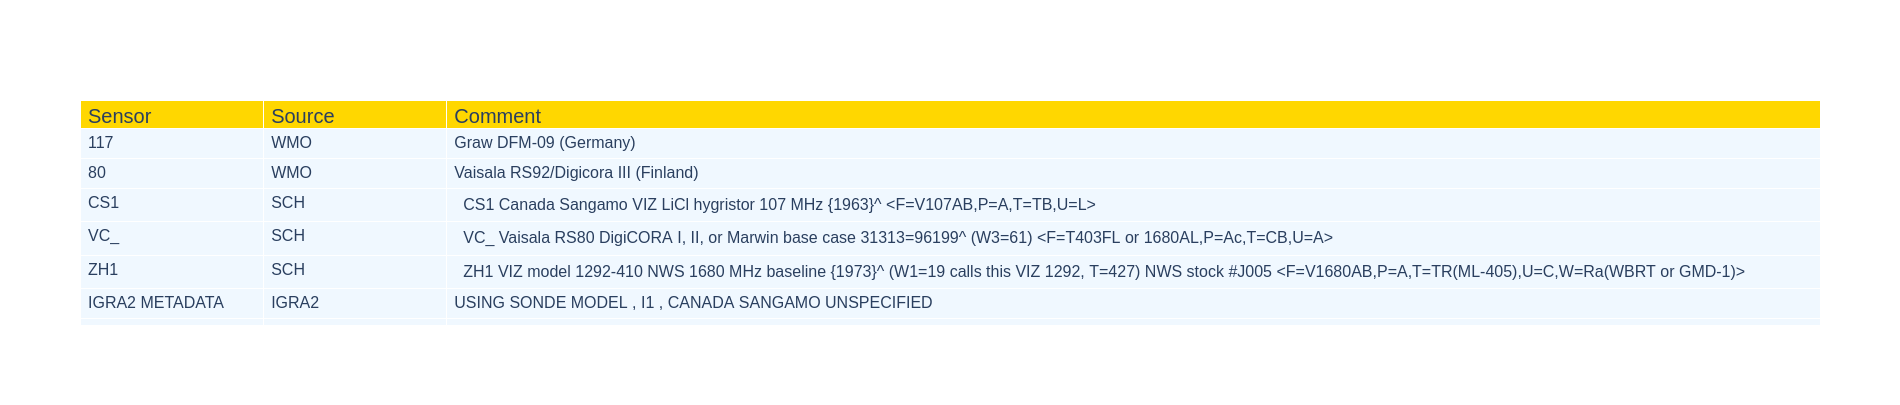 Sensor Source Comment
117 WMO Graw DFM-09 (Germany)
80 WMO Vaisala RS92/Digicora III (Finland)
CS1 SCH CS1 Canada Sangamo VIZ LiCl hygristor 107 MHz {1963}^ <F=V107AB,P=A,T=TB,U=L>
VC_ SCH VC_ Vaisala RS80 DigiCORA I, II, or Marwin base case 31313=96199^ (W3=61) <F=T403FL or 1680AL,P=Ac,T=CB,U=A>
ZH1 SCH ZH1 VIZ model 1292-410 NWS 1680 MHz baseline {1973}^ (W1=19 calls this VIZ 1292, T=427) NWS stock #J005 <F=V1680AB,P=A,T=TR(ML-405),U=C,W=Ra(WBRT or GMD-1)>
IGRA2 METADATA IGRA2 USING SONDE MODEL , I1 , CANADA SANGAMO UNSPECIFIED